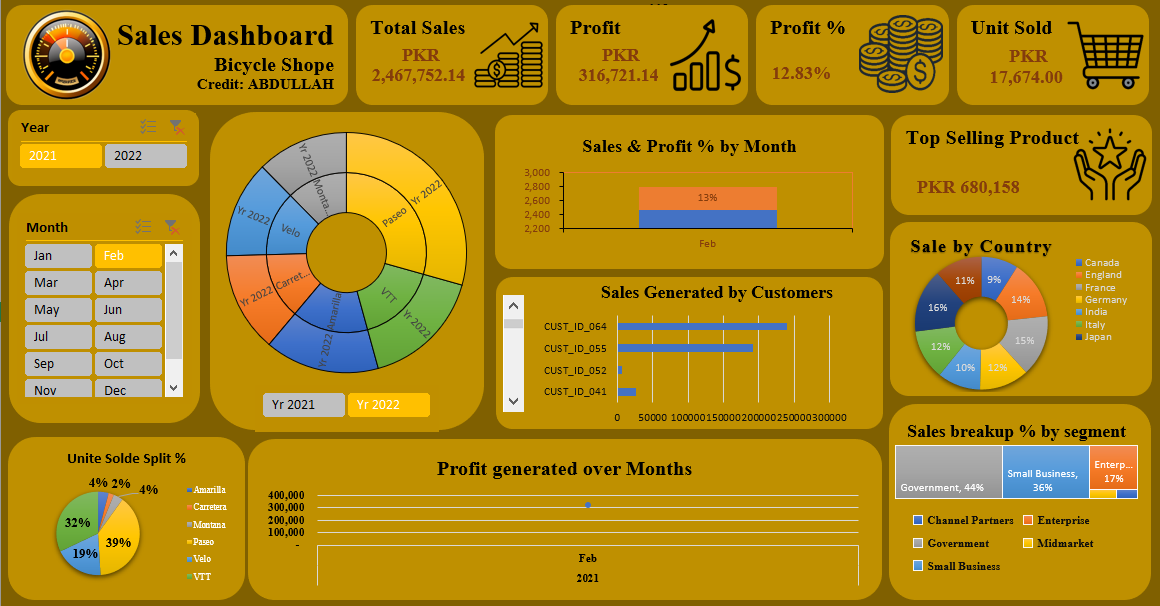 Sales Dashboard
Bicycle Shope
Credit: ABDULLAH
Total Sales
PKR
2,467,752.14
Profit
PKR
316,721.14
Profit %
12.83%
Unit Sold
PKR
17,674.00
Year
2021
2022
Month
Jan
Feb
Mar
Apr
May
Jun
Jul
Aug
Sep
Oct
Nov
Dec
Yr 2022
Paseo
Yr 2022
VTT
Yr 2022
Amarilla
Yr 2022
Carret...
Yr 2022
Velo
Yr 2022
Monta...
Yr 2021
Yr 2022
Sales & Profit % by Month
3,000
2,800
2,600
2,400
2,200
13%
Feb
Sales Generated by Customers
CUST_ID_064
CUST_ID_055
CUST_ID_052
CUST_ID_041
0 50000 100000 150000 200000 250000 300000
Top Selling Product
PKR 680,158
Sale by Country
9%
14%
15%
12%
10%
12%
16%
11%
Canada
England
France
Germany
India
Italy
Japan
Unite Solde Split %
4%
2%
4%
39%
19%
32%
Amarilla
Carretera
Montana
Paseo
Velo
VTT
Profit generated over Months
400,000
300,000
200,000
100,000
-
Feb
2021
Sales breakup % by segment
Government, 44%
Small Business,
36%
Enterp...
17%
Channel Partners
Enterprise
Government
Midmarket
Small Business